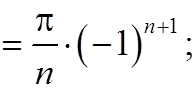 = π/n · (−1)^{n+1} ;